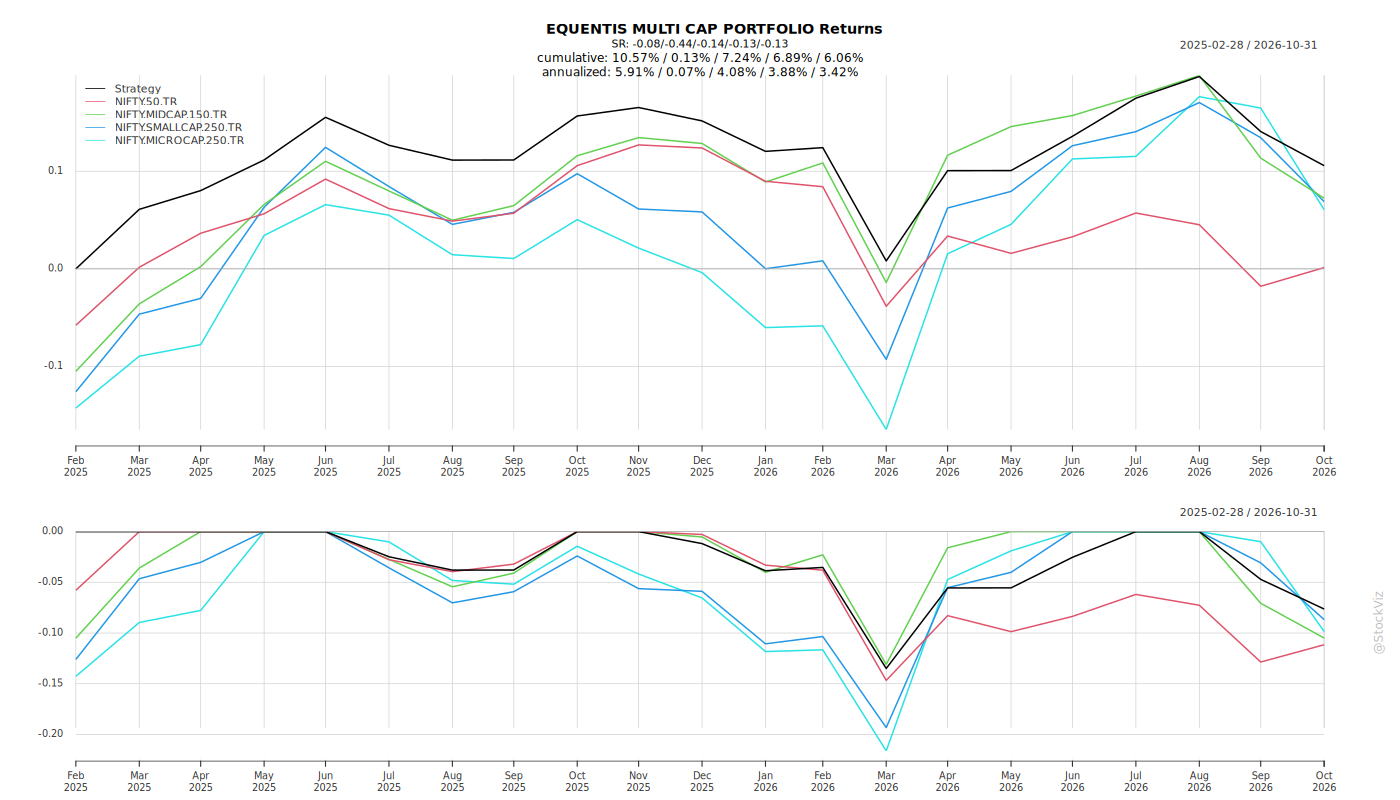 EQUENTIS MULTI CAP PORTFOLIO Returns
SR: -0.08/-0.44/-0.14/-0.13/-0.13
cumulative: 10.57% / 0.13% / 7.24% / 6.89% / 6.06%
annualized: 5.91% / 0.07% / 4.08% / 3.88% / 3.42%
2025-02-28 / 2026-10-31
Strategy
NIFTY.50.TR
NIFTY.MIDCAP.150.TR
NIFTY.SMALLCAP.250.TR
NIFTY.MICROCAP.250.TR
0.1
0.0
-0.1
Feb Mar Apr May Jun Jul Aug Sep Oct Nov Dec Jan Feb Mar Apr May Jun Jul Aug Sep Oct
2025 2025 2025 2025 2025 2025 2025 2025 2025 2025 2025 2026 2026 2026 2026 2026 2026 2026 2026 2026 2026
2025-02-28 / 2026-10-31
0.00
-0.05
-0.10
-0.15
-0.20
Feb Mar Apr May Jun Jul Aug Sep Oct Nov Dec Jan Feb Mar Apr May Jun Jul Aug Sep Oct
2025 2025 2025 2025 2025 2025 2025 2025 2025 2025 2025 2026 2026 2026 2026 2026 2026 2026 2026 2026 2026
@StockViz